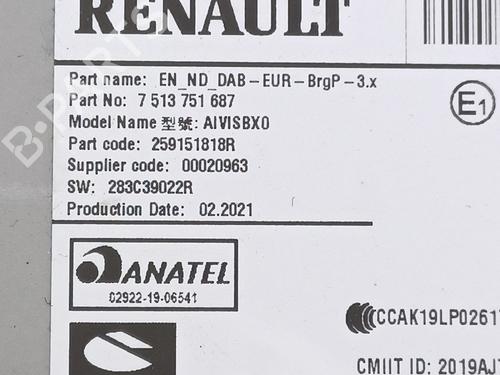 RENAULT
Part name: EN_ND_DAB-EUR-BrgP-3.x
Part No: 7 513 751 687
Model Name 型號: AIVISBX0
Part code: 259151818R
Supplier code: 00020963
SW: 283C39022R
Production Date: 02.2021
E1
ANATEL
02922-19-06541
CCAK19LP0261
CMIIT ID: 2019AJ
B-PARTS